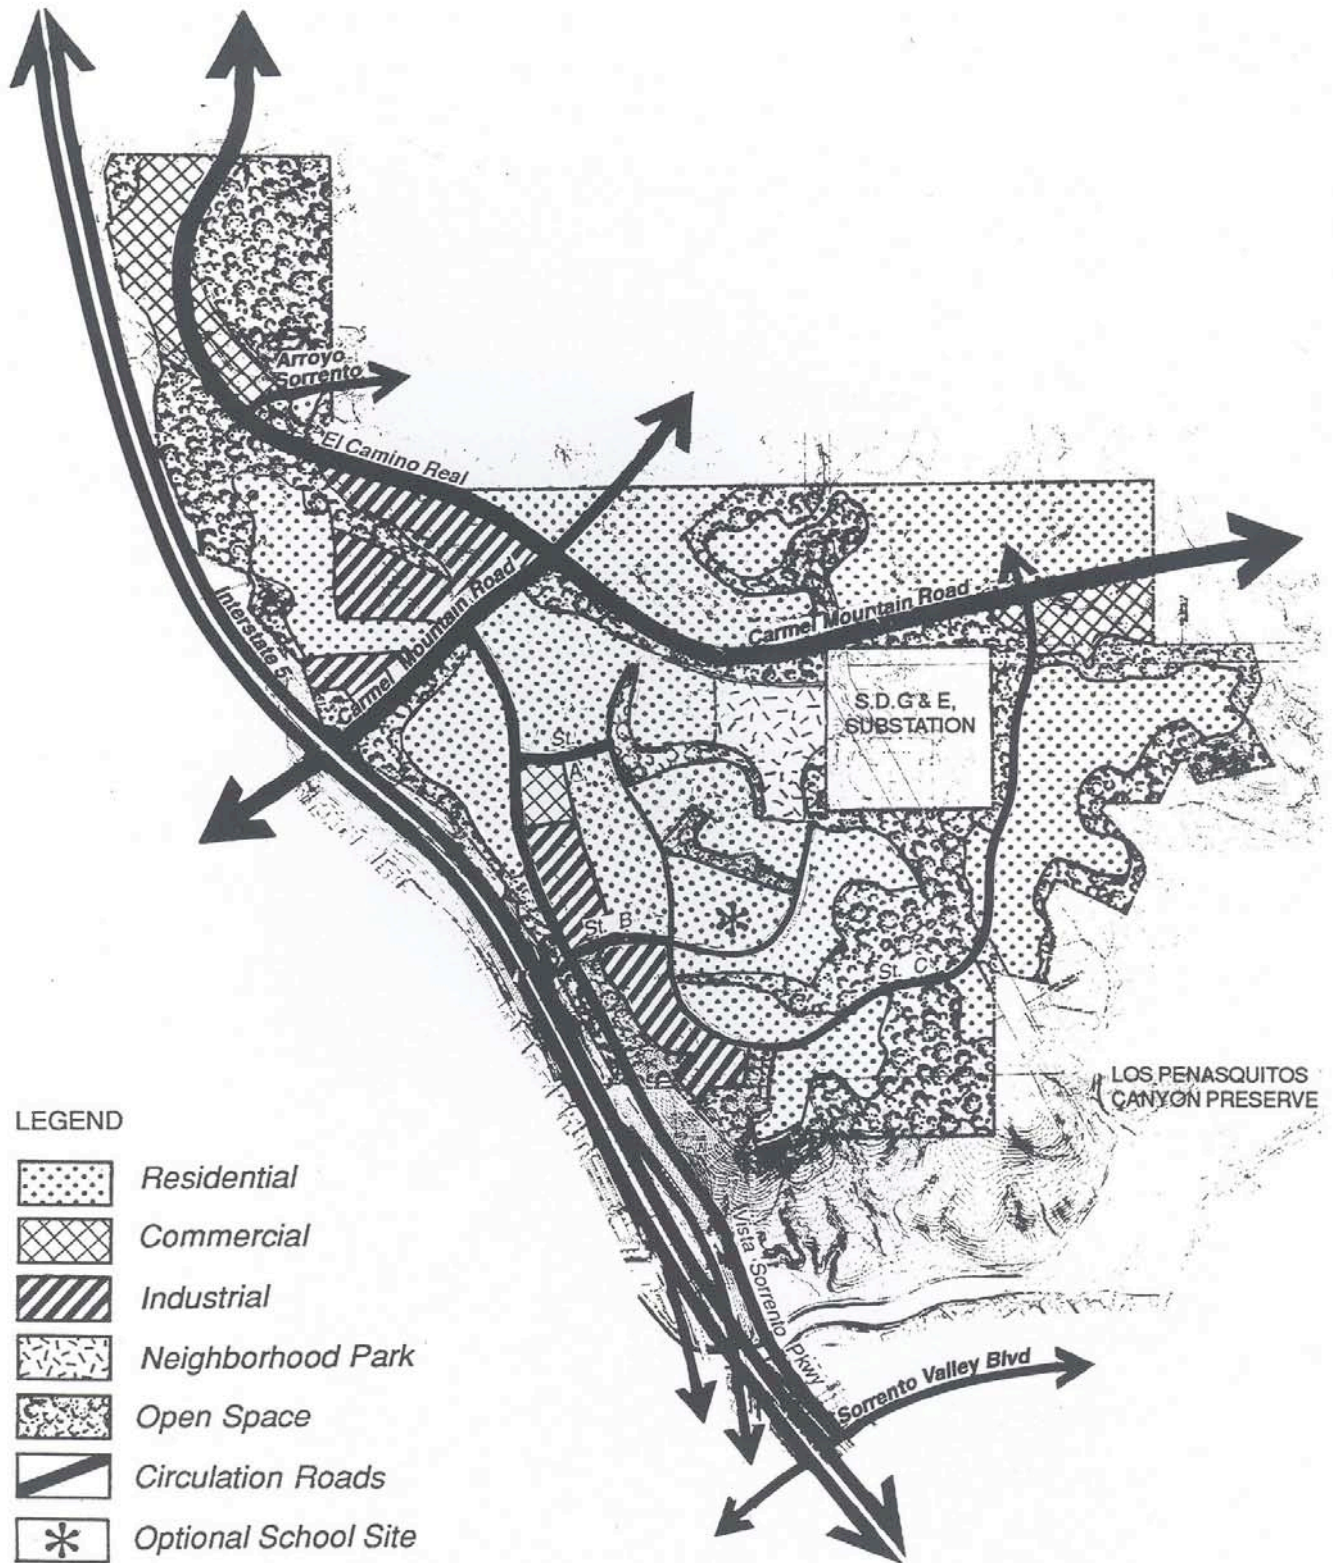 Arroyo
Sorrento
El Camino Real
Carmel Mountain Road
Interstate 5
Carmel Mountain Road
S.D.G & E,
SUBSTATION
St. A
St. B
St. C
LOS PENASQUITOS
CANYON PRESERVE
Vista Sorrento Pkwy
Sorrento Valley Blvd
LEGEND
Residential
Commercial
Industrial
Neighborhood Park
Open Space
Circulation Roads
Optional School Site